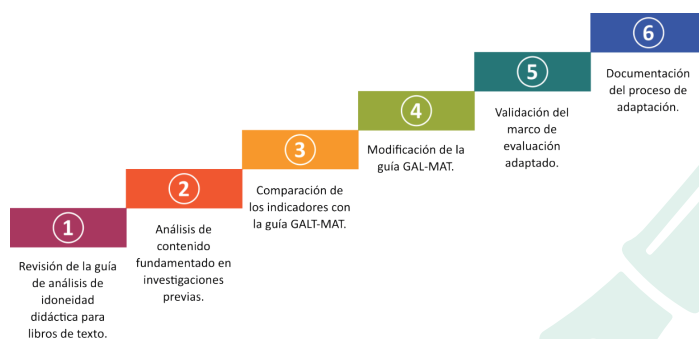 1
Revisión de la guía
de análisis de
idoneidad
didáctica para
libros de texto.
2
Análisis de
contenido
fundamentado en
investigaciones
previas.
3
Comparación de
los indicadores con
la guía GALT-MAT.
4
Modificación de la
guía GAL-MAT.
5
Validación del
marco de
evaluación
adaptado.
6
Documentación
del proceso de
adaptación.